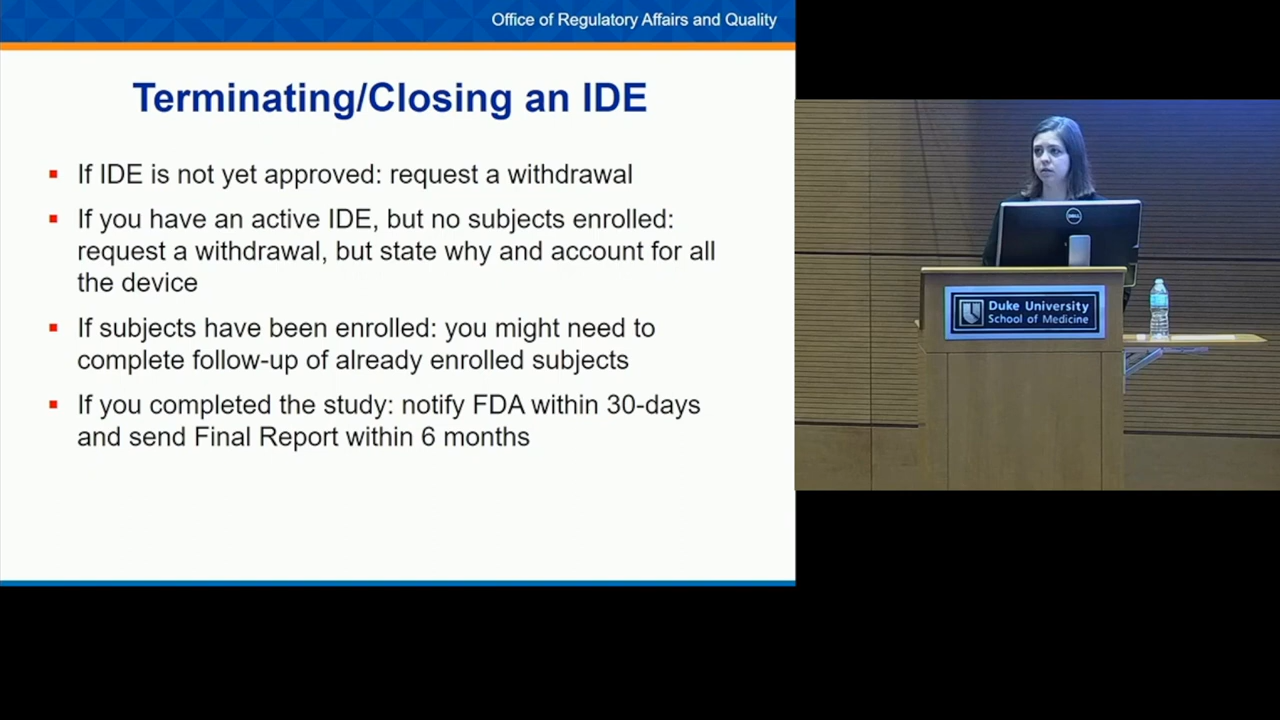 Office of Regulatory Affairs and Quality
Terminating/Closing an IDE
▪ If IDE is not yet approved: request a withdrawal
▪ If you have an active IDE, but no subjects enrolled:
request a withdrawal, but state why and account for all
the device
▪ If subjects have been enrolled: you might need to
complete follow-up of already enrolled subjects
▪ If you completed the study: notify FDA within 30-days
and send Final Report within 6 months
DELL
Duke University
School of Medicine